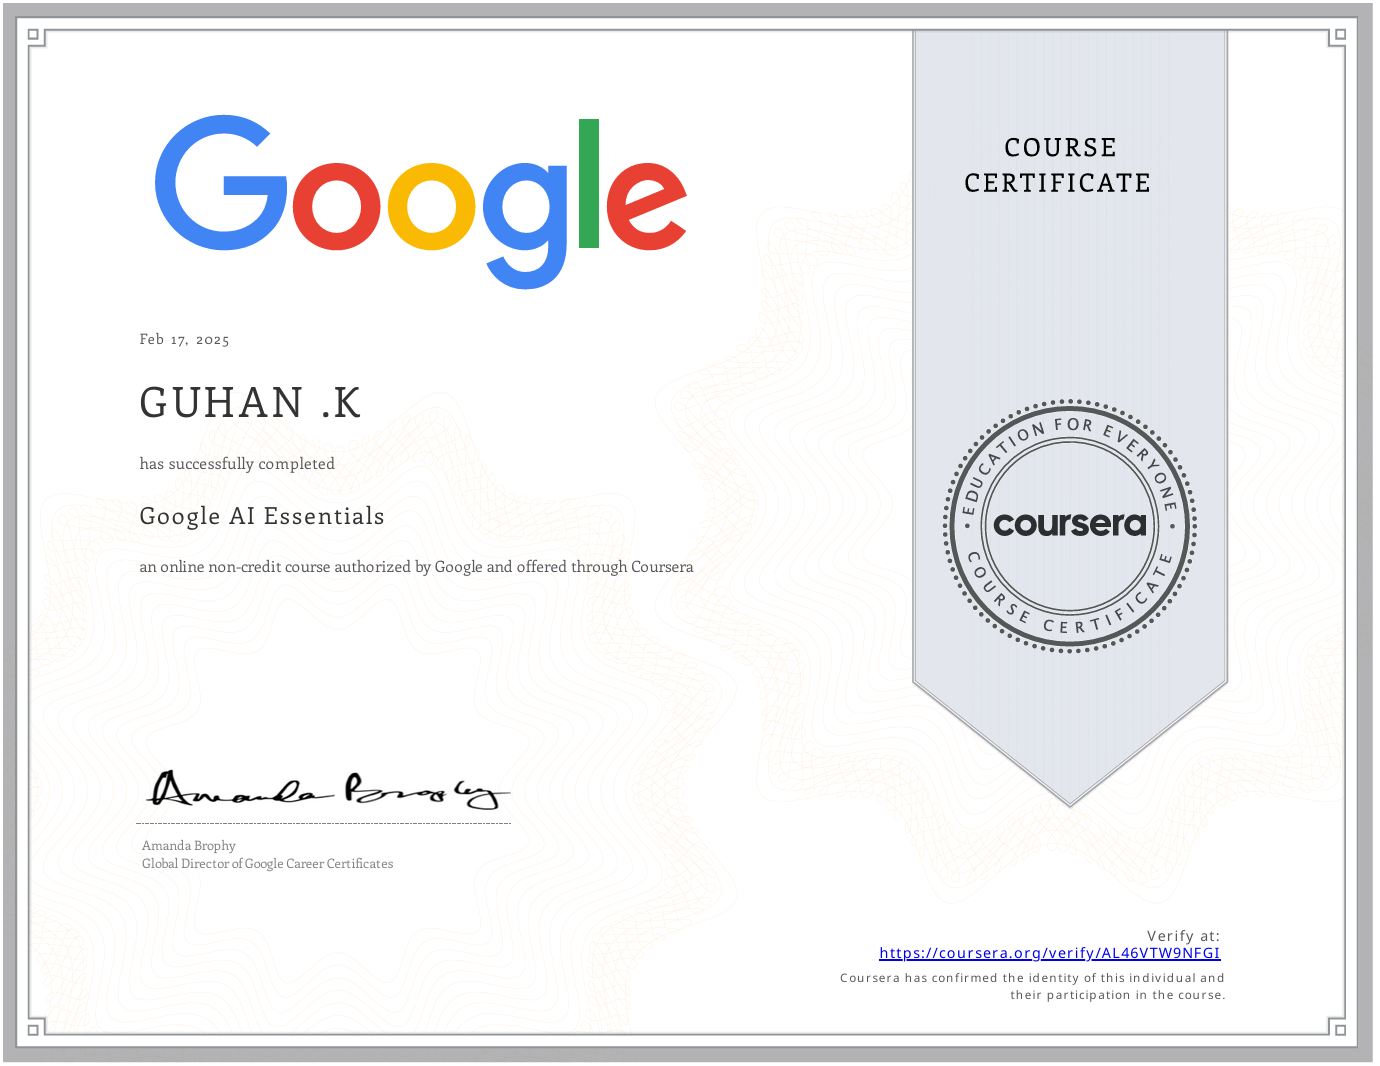 Google
COURSE
CERTIFICATE
Feb 17, 2025
GUHAN .K
has successfully completed
Google AI Essentials
an online non-credit course authorized by Google and offered through Coursera
EDUCATION FOR EVERYONE
coursera
COURSE CERTIFICATE
Amanda Brophy
Amanda Brophy
Global Director of Google Career Certificates
Verify at:
https://coursera.org/verify/AL46VTW9NFGI
Coursera has confirmed the identity of this individual and
their participation in the course.